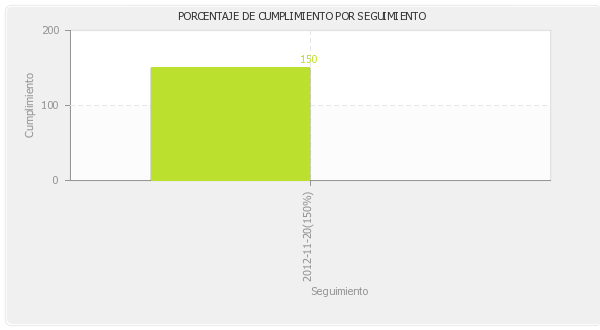 PORCENTAJE DE CUMPLIMIENTO POR SEGUIMIENTO
200
150
Cumplimiento
100
0
2012-11-20(150%)
Seguimiento